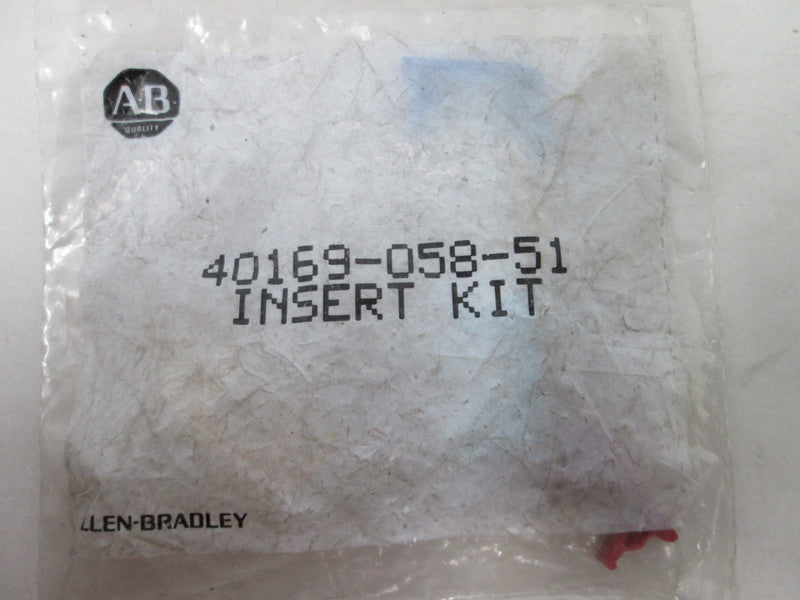 AB
QUALITY
40169-058-51
INSERT KIT
LLEN-BRADLEY